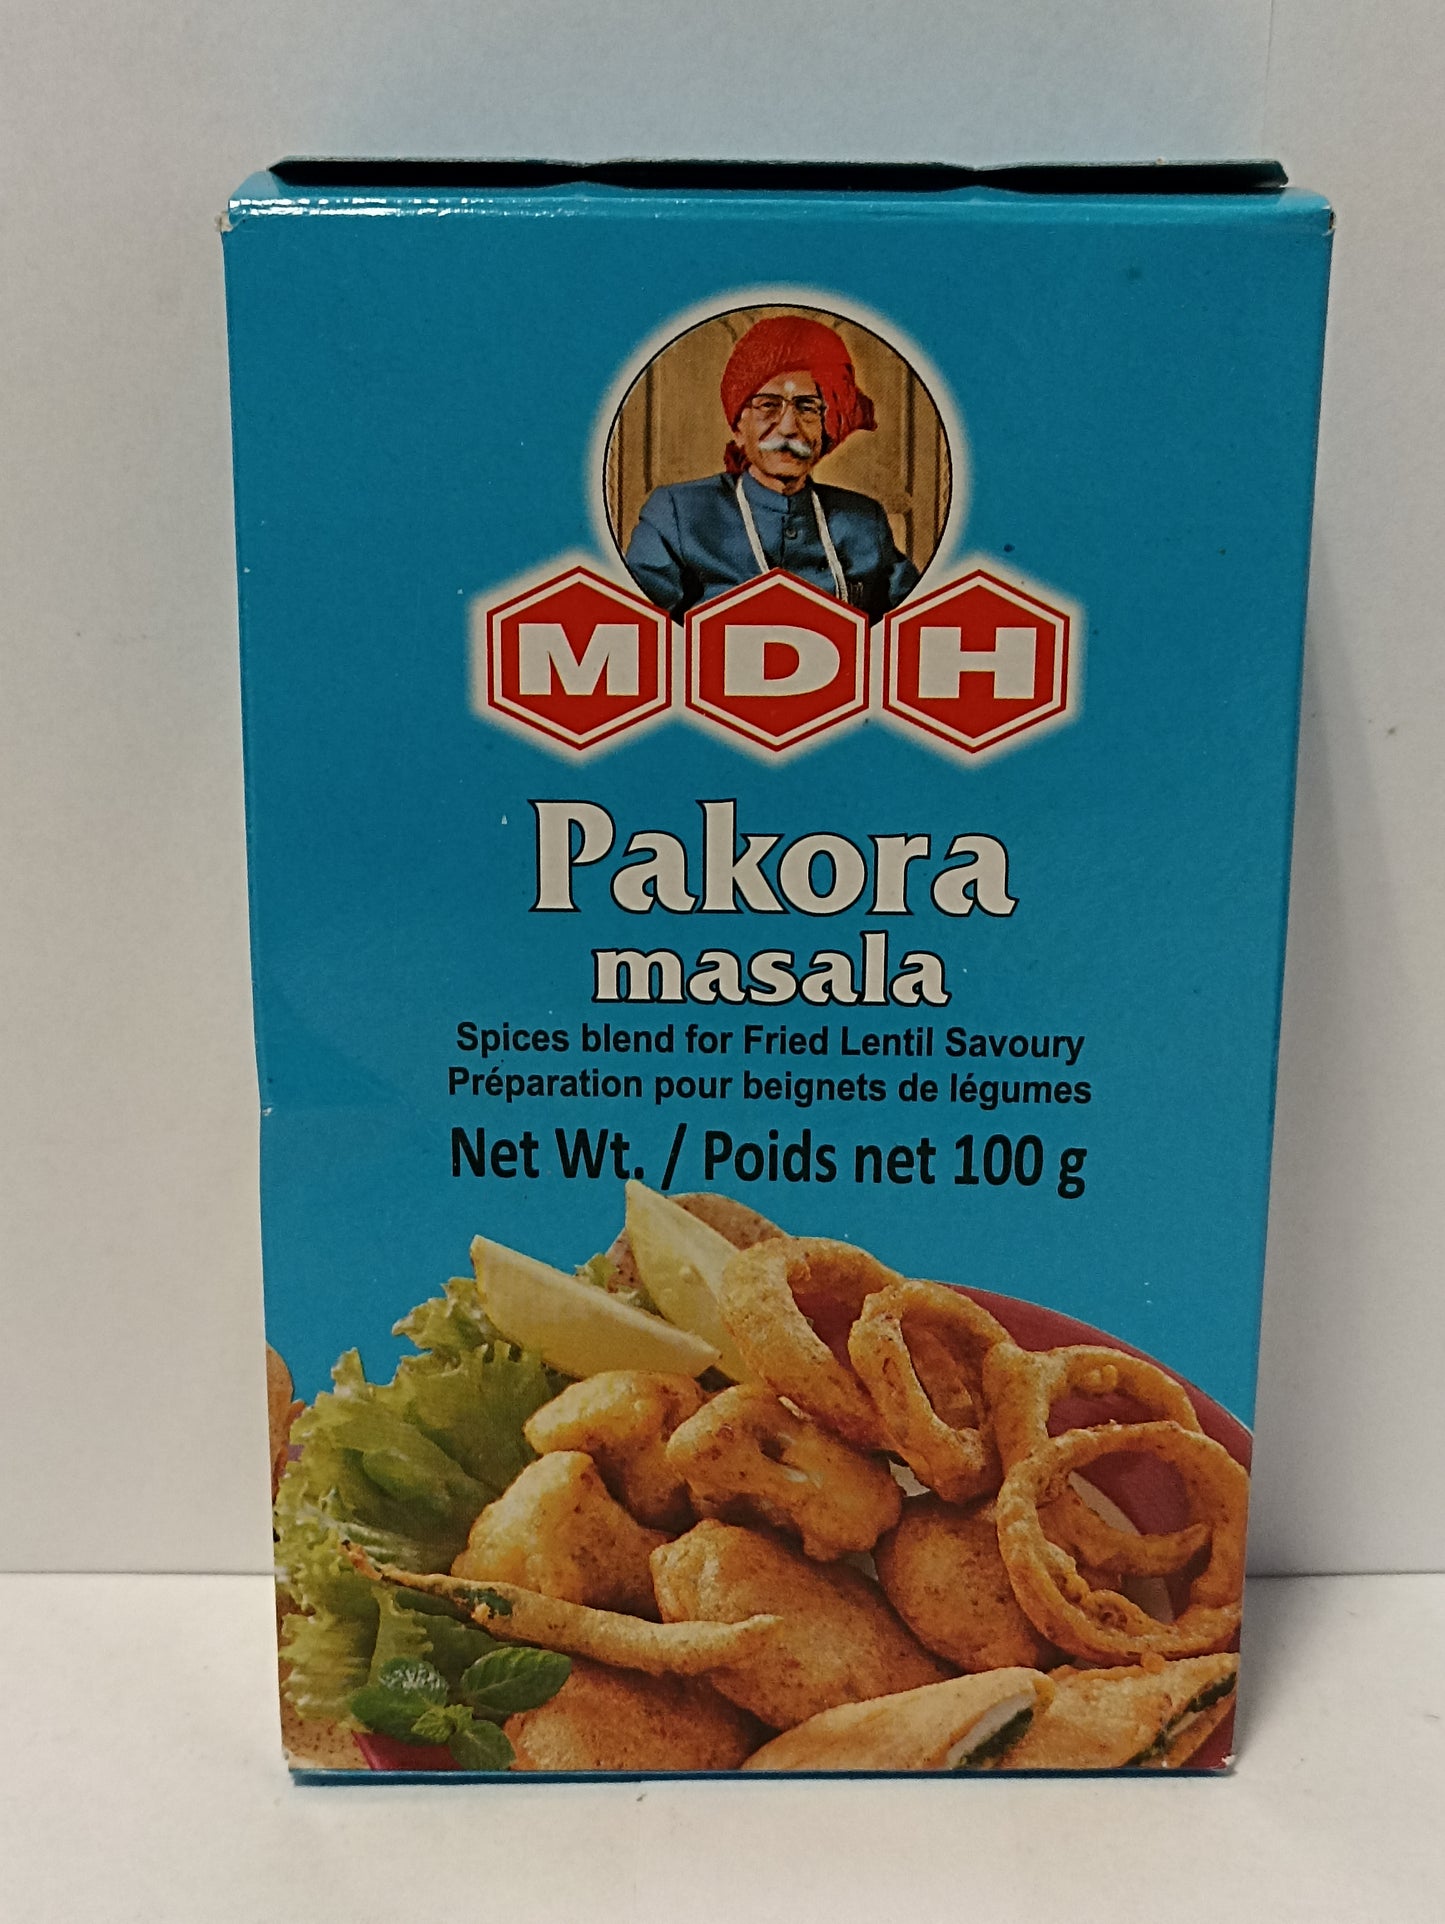 MDH
Pakora
masala
Spices blend for Fried Lentil Savoury
Préparation pour beignets de légumes
Net Wt. / Poids net 100 g